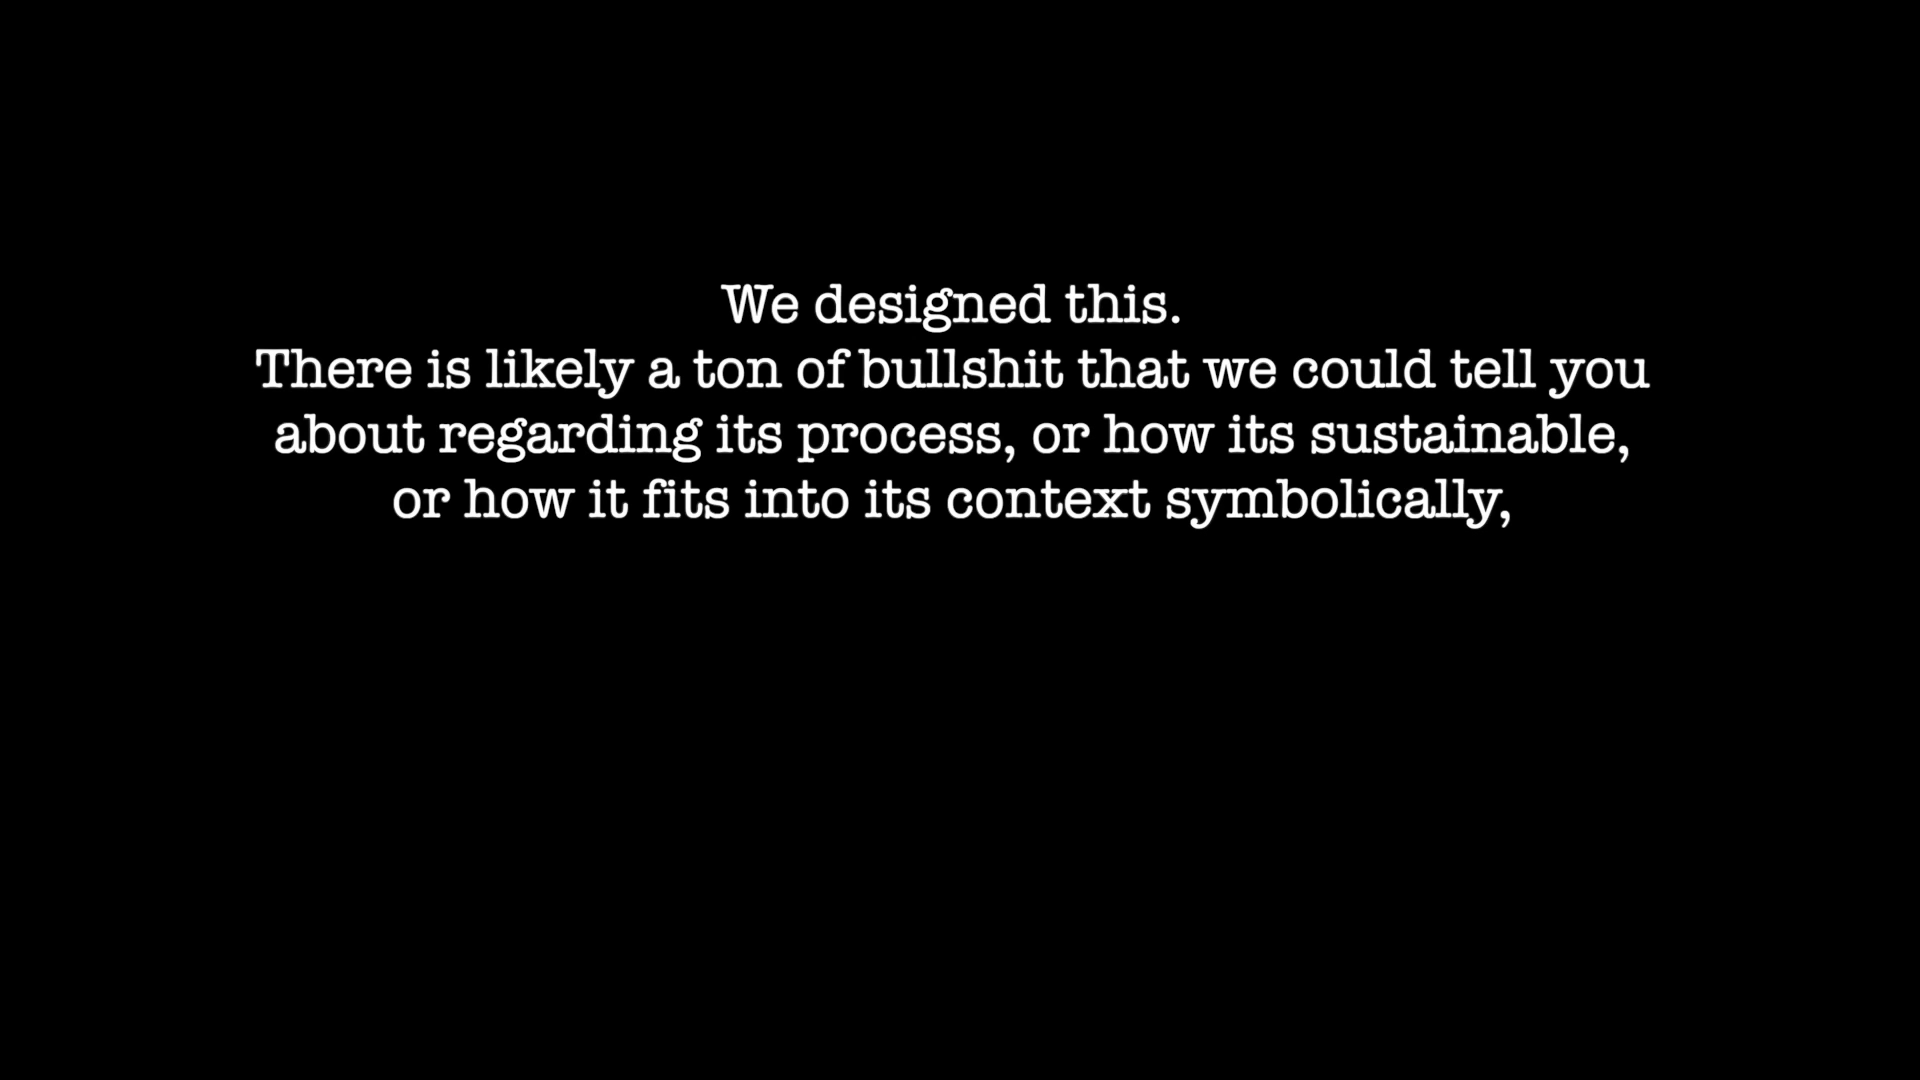 We designed this.
There is likely a ton of bullshit that we could tell you
about regarding its process, or how its sustainable,
or how it fits into its context symbolically,